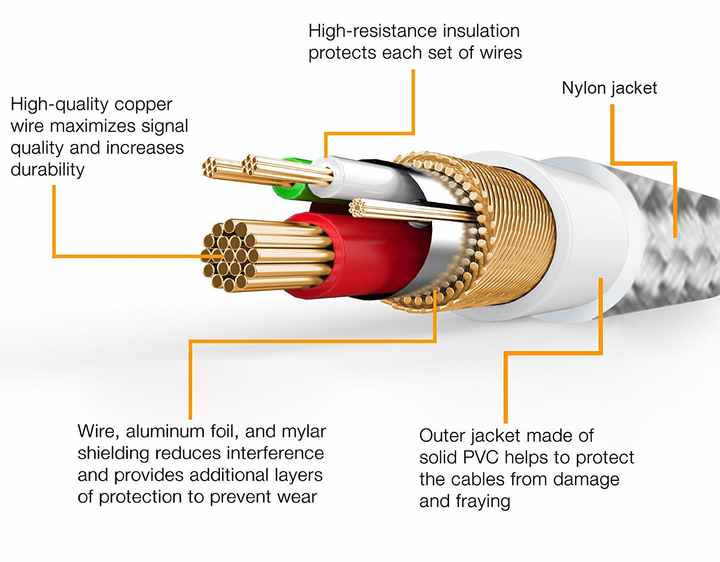 High-resistance insulation
protects each set of wires
Nylon jacket
High-quality copper
wire maximizes signal
quality and increases
durability
Wire, aluminum foil, and mylar
shielding reduces interference
and provides additional layers
of protection to prevent wear
Outer jacket made of
solid PVC helps to protect
the cables from damage
and fraying